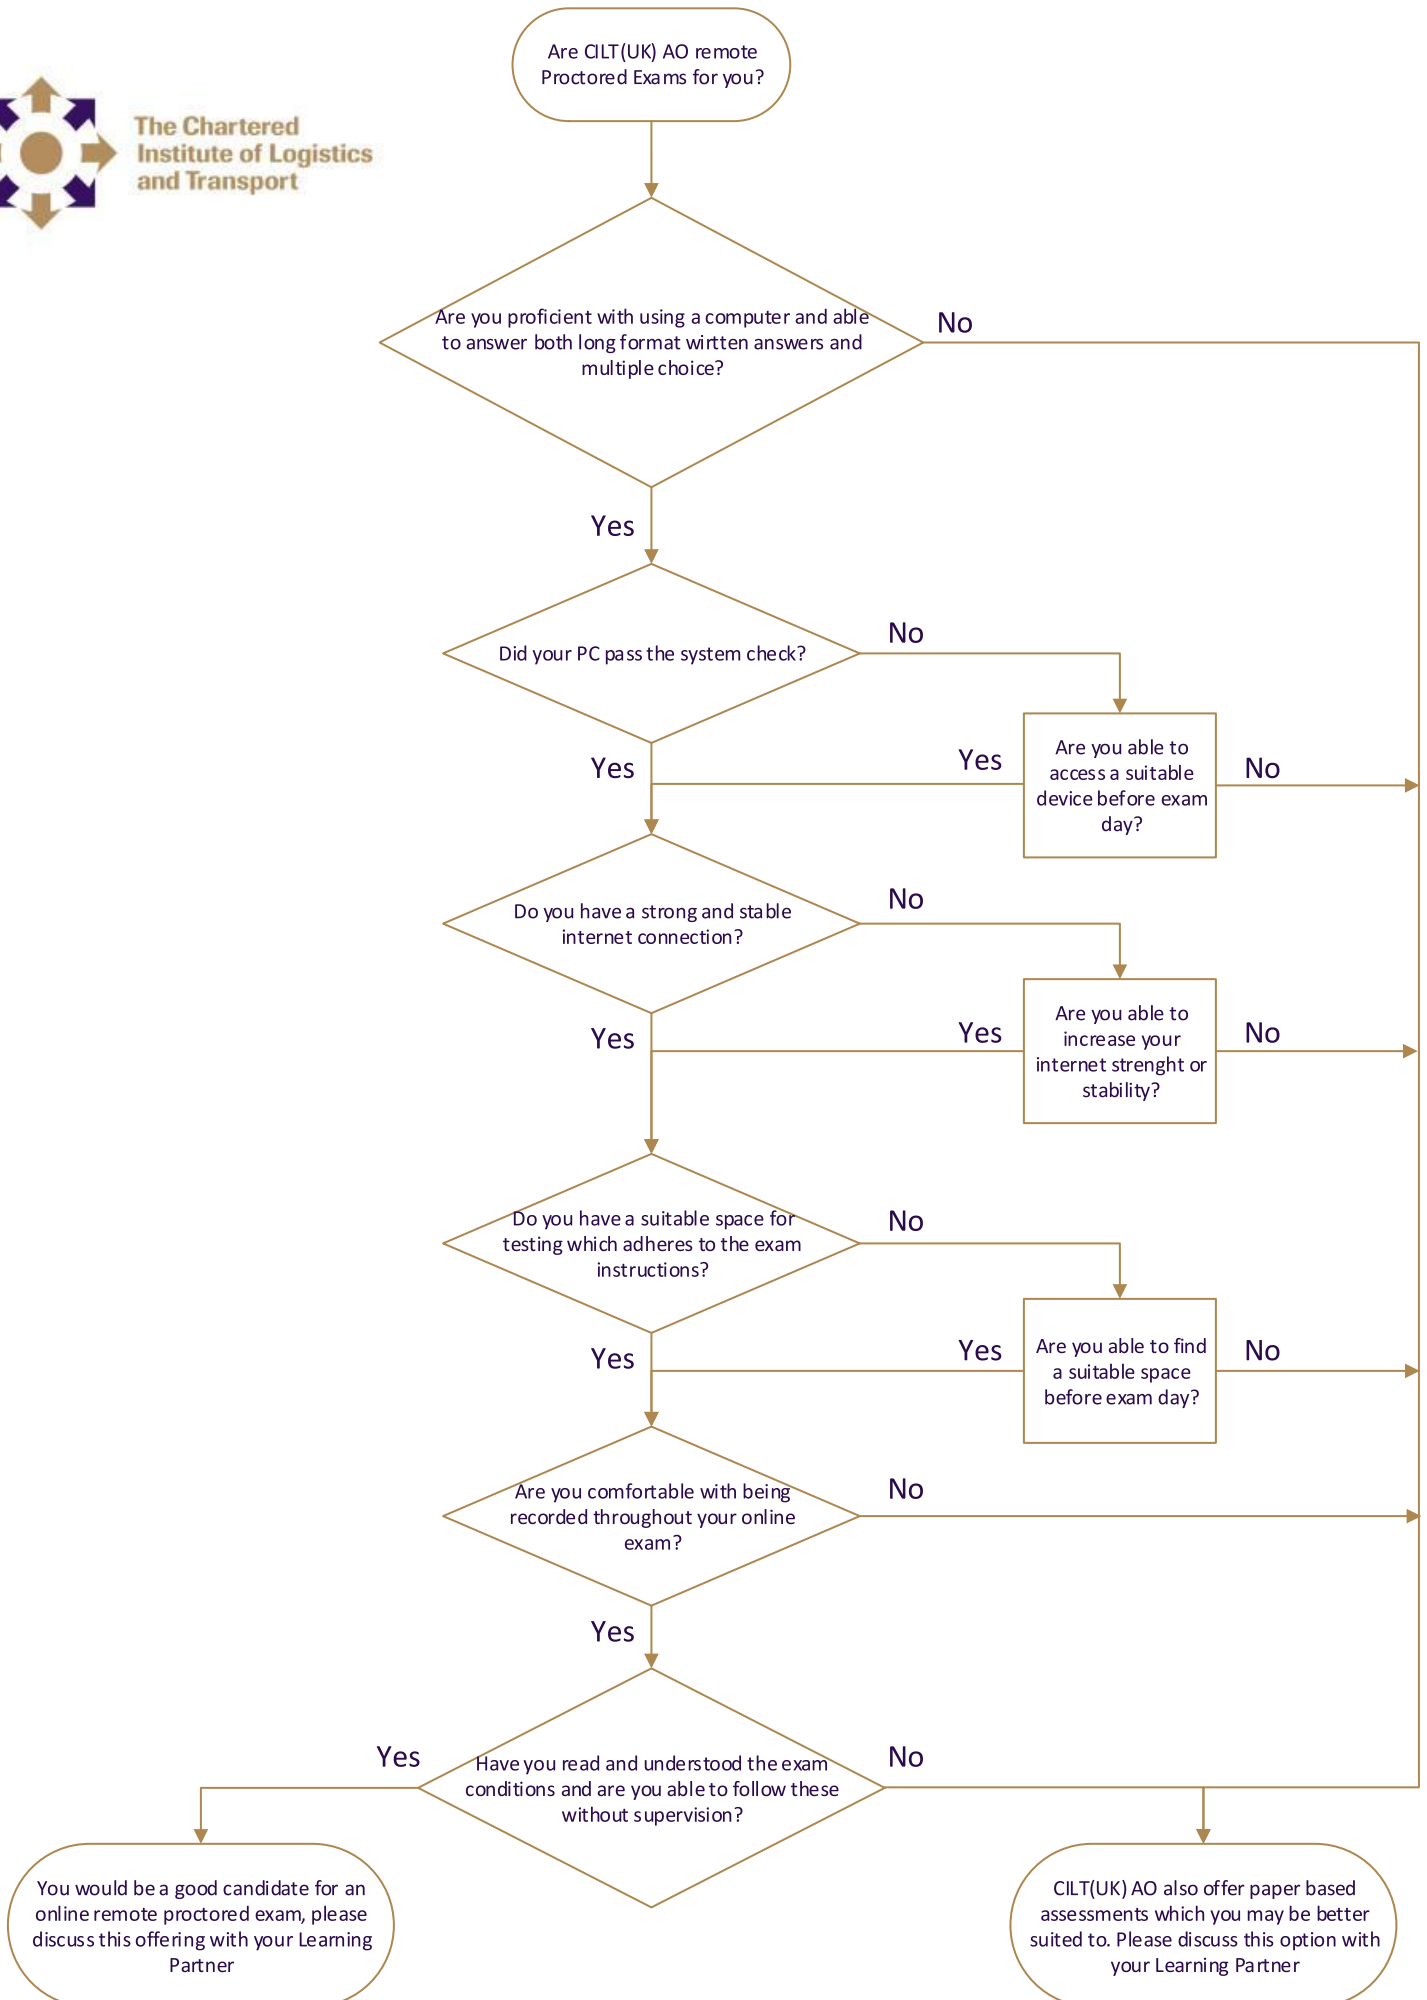 Are CILT(UK) AO remote
Proctored Exams for you?
The Chartered
Institute of Logistics
and Transport
Are you proficient with using a computer and able
to answer both long format wirtten answers and
multiple choice?
No
Yes
Did your PC pass the system check?
No
Yes
Yes
Are you able to
access a suitable
device before exam
day?
No
Do you have a strong and stable
internet connection?
No
Yes
Yes
Are you able to
increase your
internet strenght or
stability?
No
Do you have a suitable space for
testing which adheres to the exam
instructions?
No
Yes
Yes
Are you able to find
a suitable space
before exam day?
No
Are you comfortable with being
recorded throughout your online
exam?
No
Yes
Have you read and understood the exam
conditions and are you able to follow these
without supervision?
Yes
No
You would be a good candidate for an
online remote proctored exam, please
discuss this offering with your Learning
Partner
CILT(UK) AO also offer paper based
assessments which you may be better
suited to. Please discuss this option with
your Learning Partner